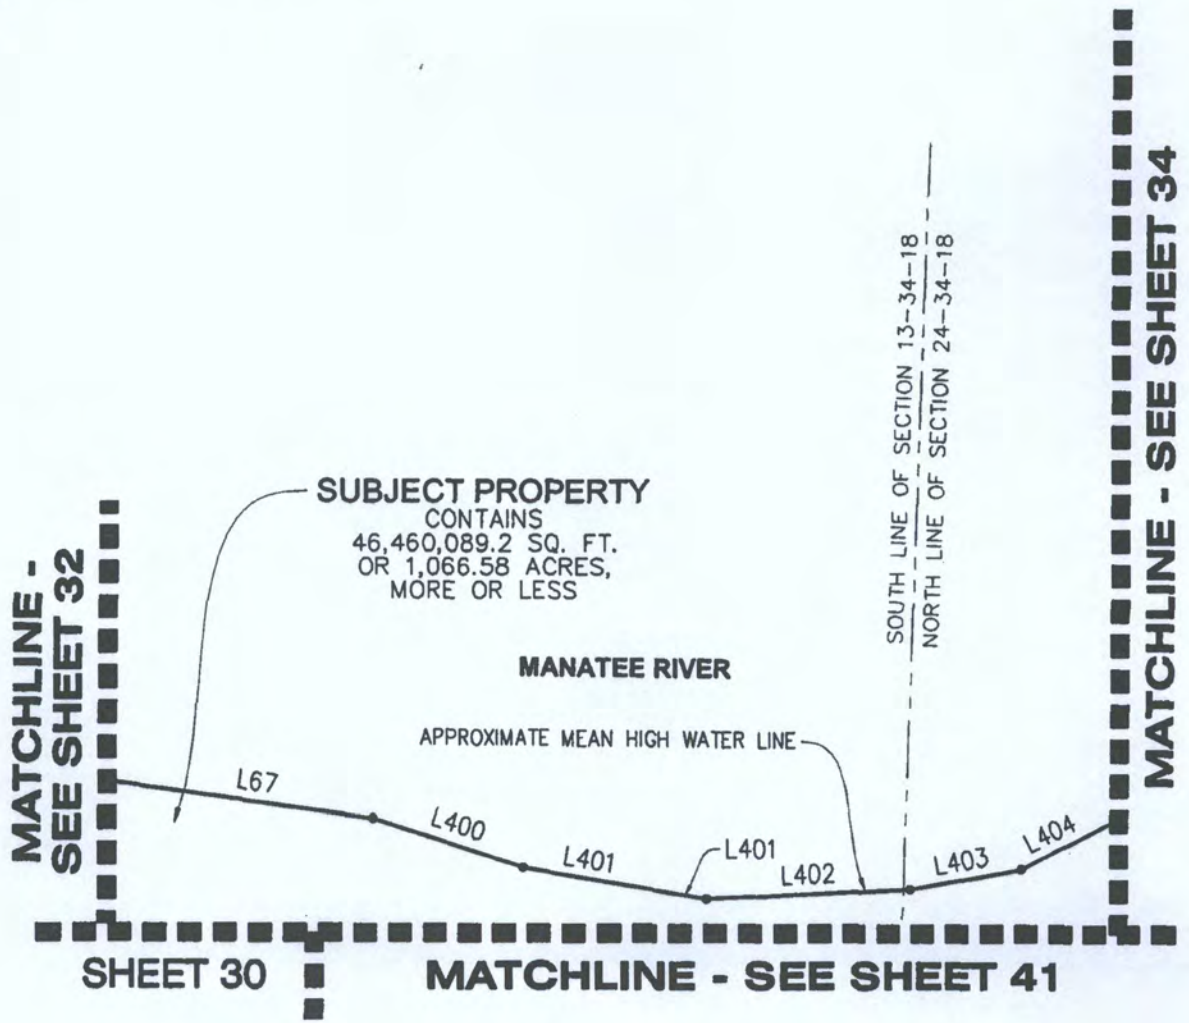 MATCHLINE - SEE SHEET 34
SOUTH LINE OF SECTION 13-34-18
NORTH LINE OF SECTION 24-34-18
SUBJECT PROPERTY
CONTAINS
46,460,089.2 SQ. FT.
OR 1,066.58 ACRES,
MORE OR LESS
MATCHLINE -
SEE SHEET 32
MANATEE RIVER
APPROXIMATE MEAN HIGH WATER LINE
L67
L400
L401
L401
L402
L403
L404
SHEET 30
MATCHLINE - SEE SHEET 41